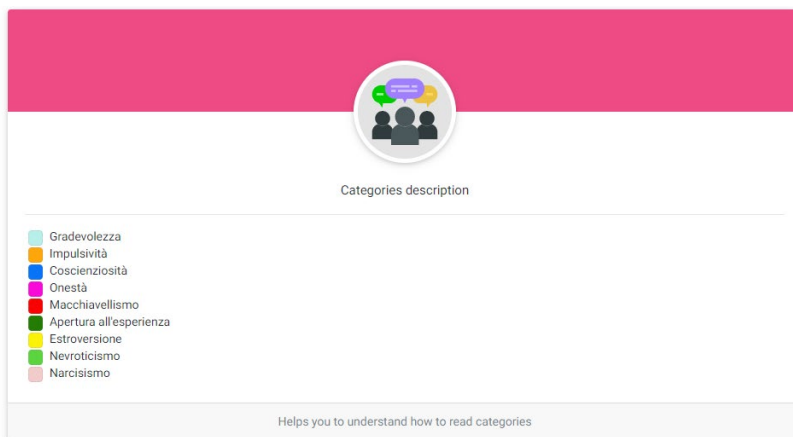 Categories description
Gradevolezza
Impulsività
Coscienziosità
Onestà
Macchiavellismo
Apertura all'esperienza
Estroversione
Nevroticismo
Narcisismo
Helps you to understand how to read categories